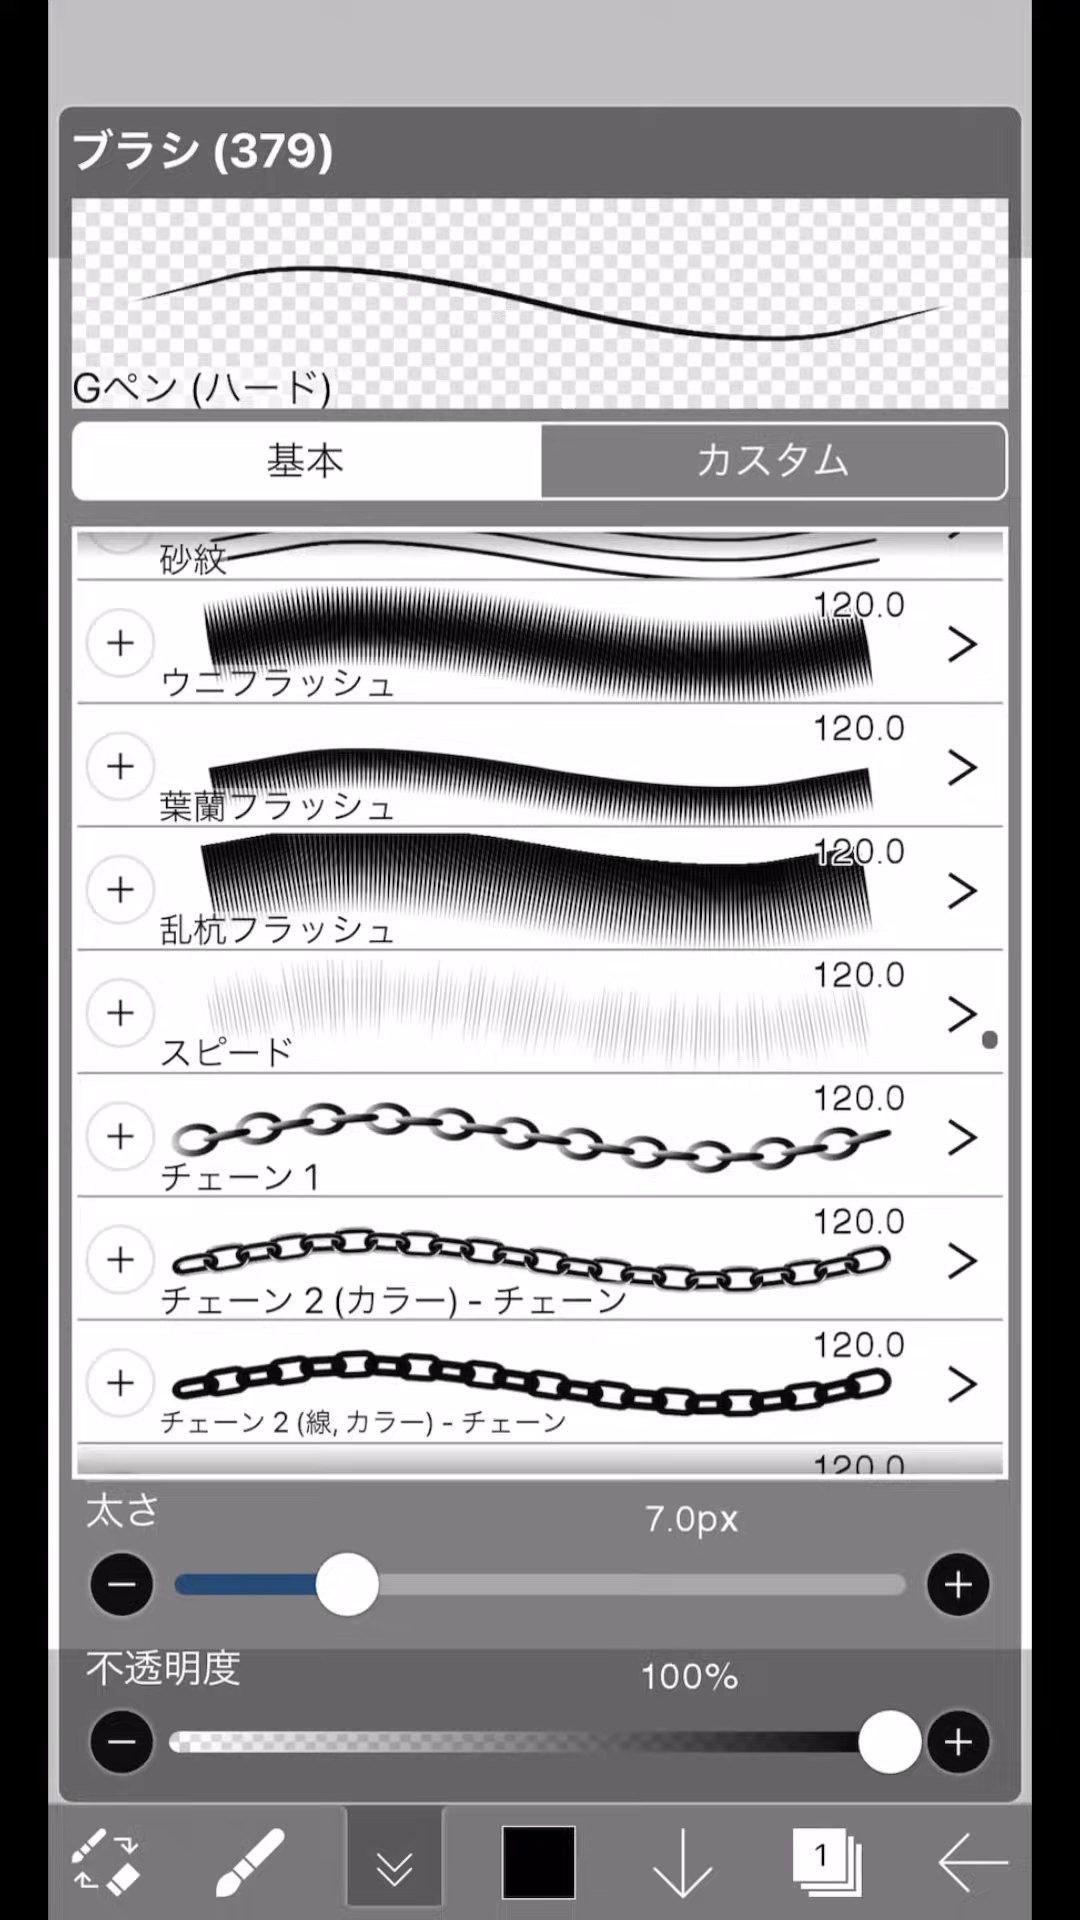 ブラシ (379)
Gペン (ハード)
基本
カスタム
砂紋
120.0
ウニフラッシュ
120.0
葉蘭フラッシュ
120.0
乱杭フラッシュ
120.0
スピード
120.0
チェーン 1
120.0
チェーン 2 (カラー) - チェーン
120.0
チェーン 2 (線, カラー) - チェーン
120.0
太さ
7.0px
不透明度
100%
1